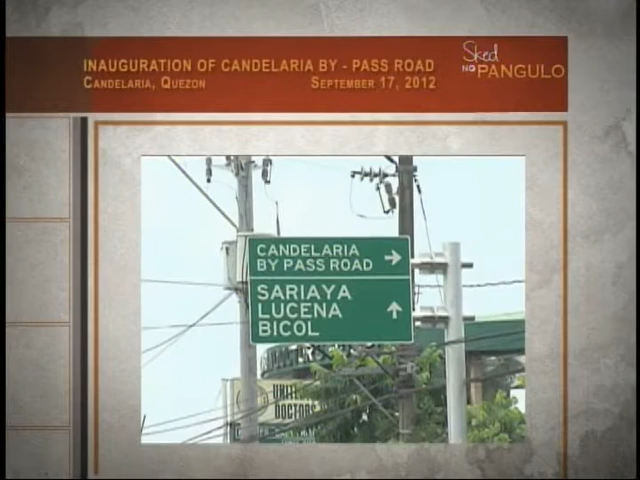 INAUGURATION OF CANDELARIA BY - PASS ROAD
CANDELARIA, QUEZON SEPTEMBER 17, 2012
Sked
NG PANGULO
CANDELARIA
BY PASS ROAD
SARIAYA
LUCENA
BICOL
DOCTORS